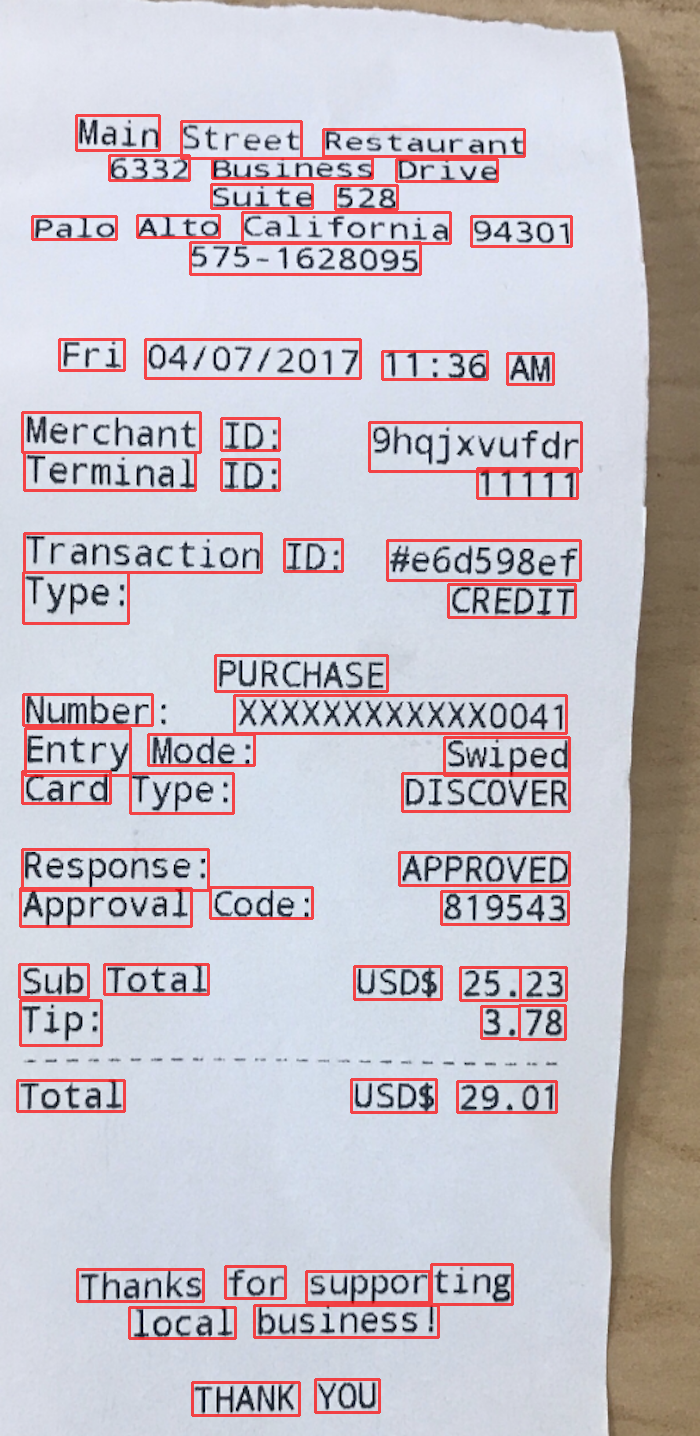 Main Street Restaurant
6332 Business Drive
Suite 528
Palo Alto California 94301
575-1628095
Fri 04/07/2017 11:36 AM
Merchant ID: 9hqjxvufdr
Terminal ID: 11111
Transaction ID: #e6d598ef
Type: CREDIT
PURCHASE
Number: XXXXXXXXXXXX0041
Entry Mode: Swiped
Card Type: DISCOVER
Response: APPROVED
Approval Code: 819543
Sub Total USD$ 25.23
Tip: 3.78
Total USD$ 29.01
Thanks for supporting
local business!
THANK YOU